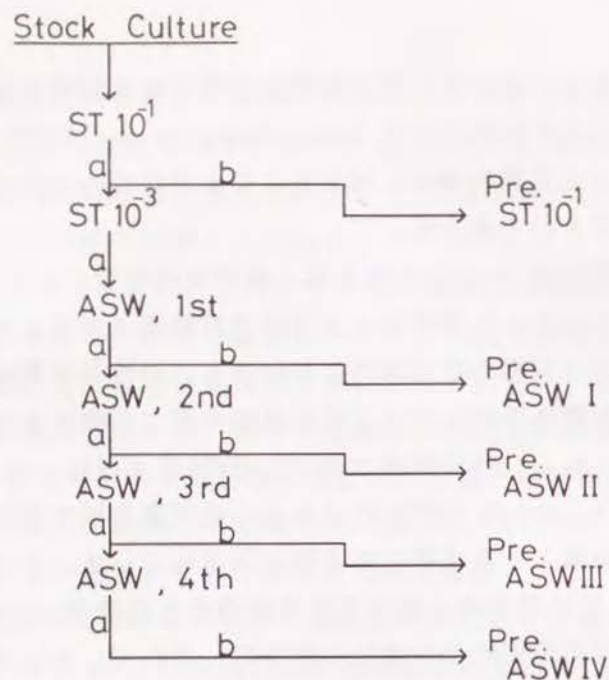 Stock Culture
ST 10⁻¹
a
b
Pre.
ST 10⁻¹
ST 10⁻³
a
ASW, 1st
a
b
Pre.
ASW I
ASW, 2nd
a
b
Pre.
ASW II
ASW, 3rd
a
b
Pre.
ASW III
ASW, 4th
a
b
Pre.
ASW IV